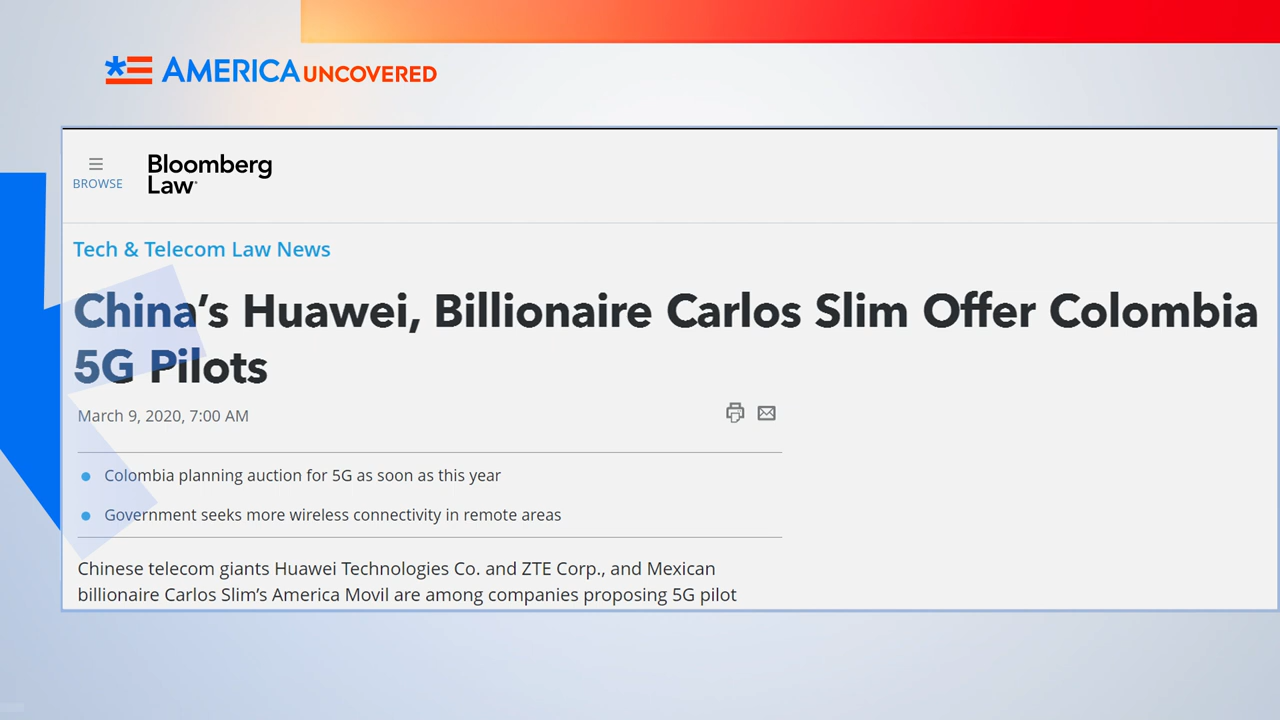 AMERICA UNCOVERED
BROWSE
Bloomberg
Law
Tech & Telecom Law News
China's Huawei, Billionaire Carlos Slim Offer Colombia
5G Pilots
March 9, 2020, 7:00 AM
Colombia planning auction for 5G as soon as this year
Government seeks more wireless connectivity in remote areas
Chinese telecom giants Huawei Technologies Co. and ZTE Corp., and Mexican
billionaire Carlos Slim's America Movil are among companies proposing 5G pilot